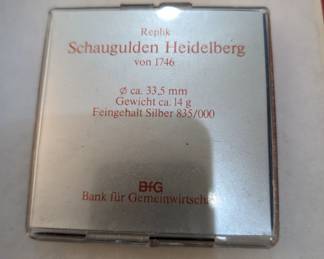 Replik
Schaugulden Heidelberg
von 1746
Ø ca. 33,5 mm
Gewicht ca. 14 g
Feingehalt Silber 835/000
BfG
Bank für Gemeinwirtschaft